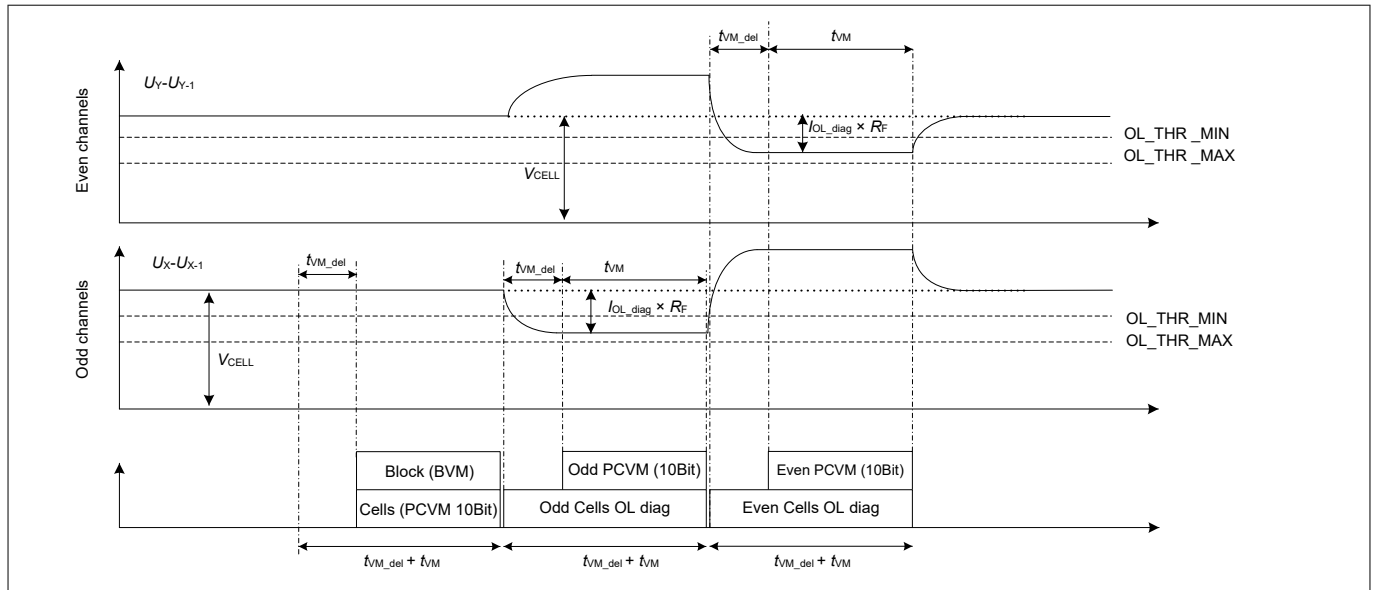 tVM_del
tVM
Even channels
UY-UY-1
IOL_diag × RF
OL_THR _MIN
OL_THR _MAX
VCELL
Odd channels
UX-UX-1
tVM_del
tVM_del
tVM
IOL_diag × RF
OL_THR_MIN
OL_THR_MAX
VCELL
Block (BVM)
Odd PCVM (10Bit)
Even PCVM (10Bit)
Cells (PCVM 10Bit)
Odd Cells OL diag
Even Cells OL diag
tVM_del + tVM
tVM_del + tVM
tVM_del + tVM